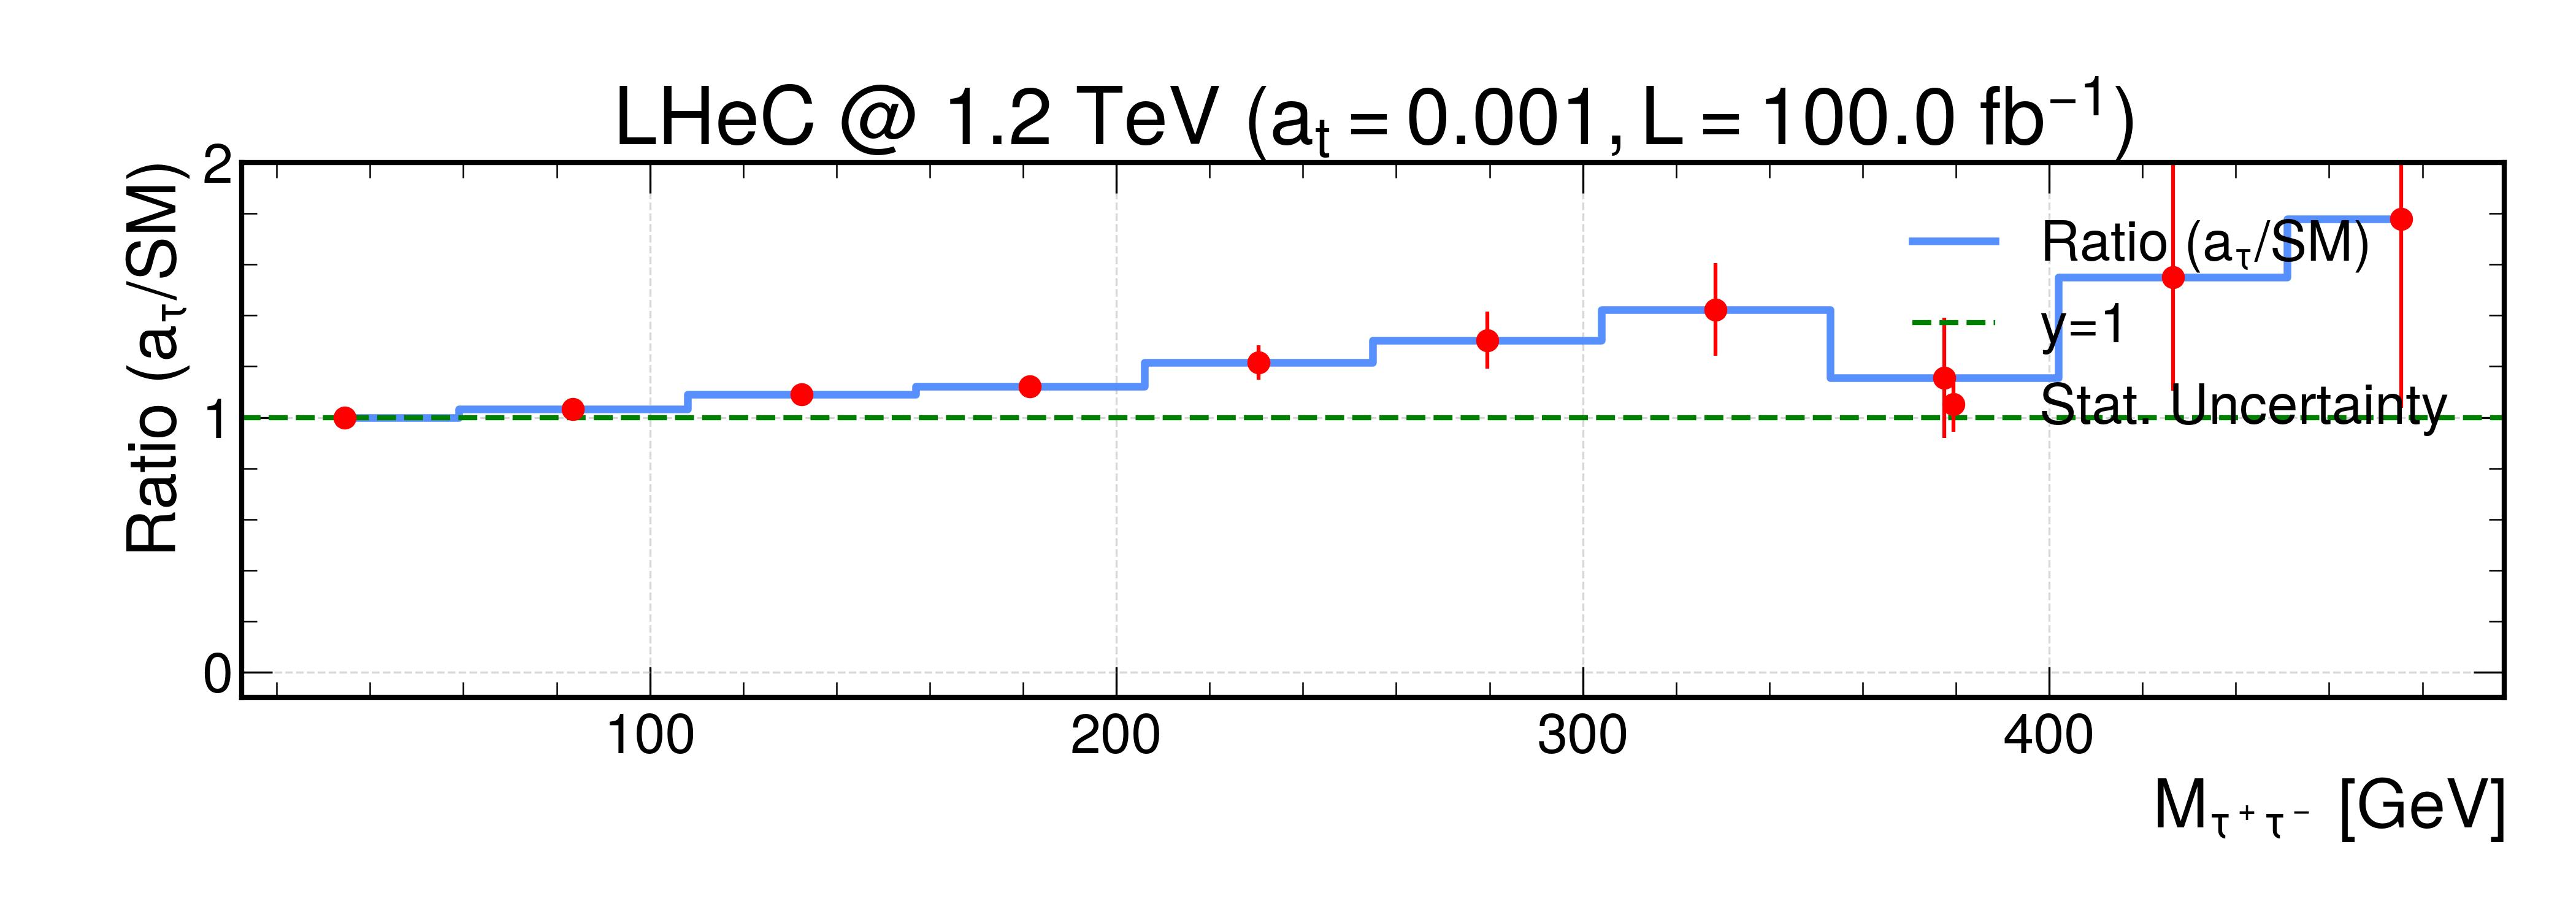 LHeC @ 1.2 TeV (aₜ = 0.001, L = 100.0 fb⁻¹)
Ratio (a_τ/SM)
2
1
0
Ratio (a_τ/SM)
y=1
Stat. Uncertainty
100 200 300 400
M_τ⁺τ⁻ [GeV]